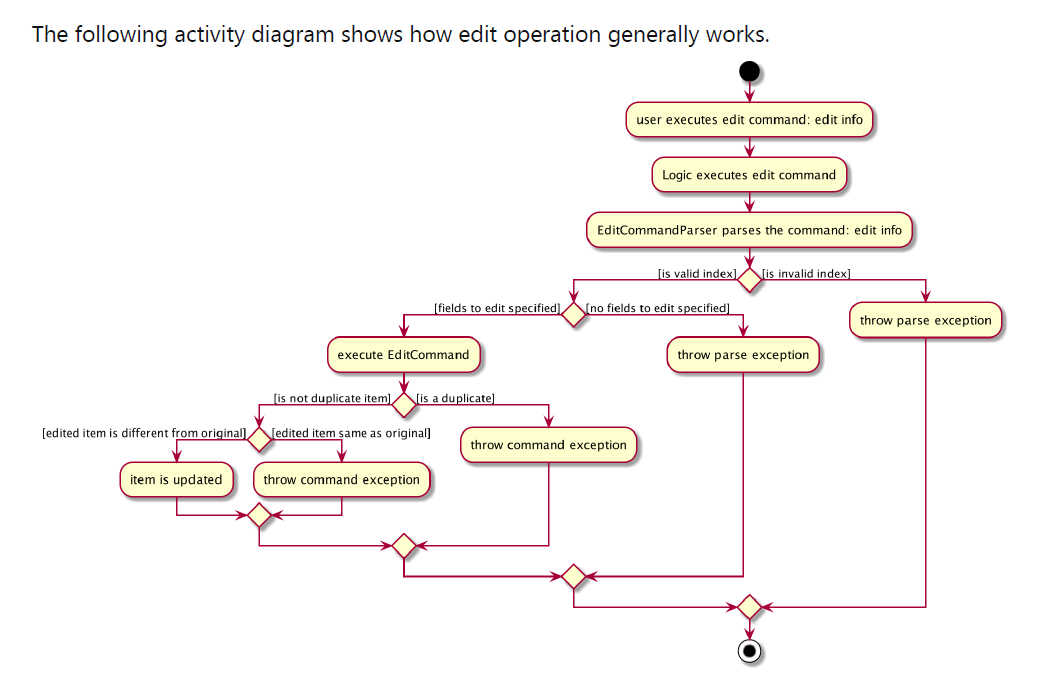 The following activity diagram shows how edit operation generally works.
user executes edit command: edit info
Logic executes edit command
EditCommandParser parses the command: edit info
[is valid index]
[is invalid index]
[fields to edit specified]
[no fields to edit specified]
throw parse exception
execute EditCommand
throw parse exception
[is not duplicate item]
[is a duplicate]
[edited item is different from original]
[edited item same as original]
throw command exception
item is updated
throw command exception